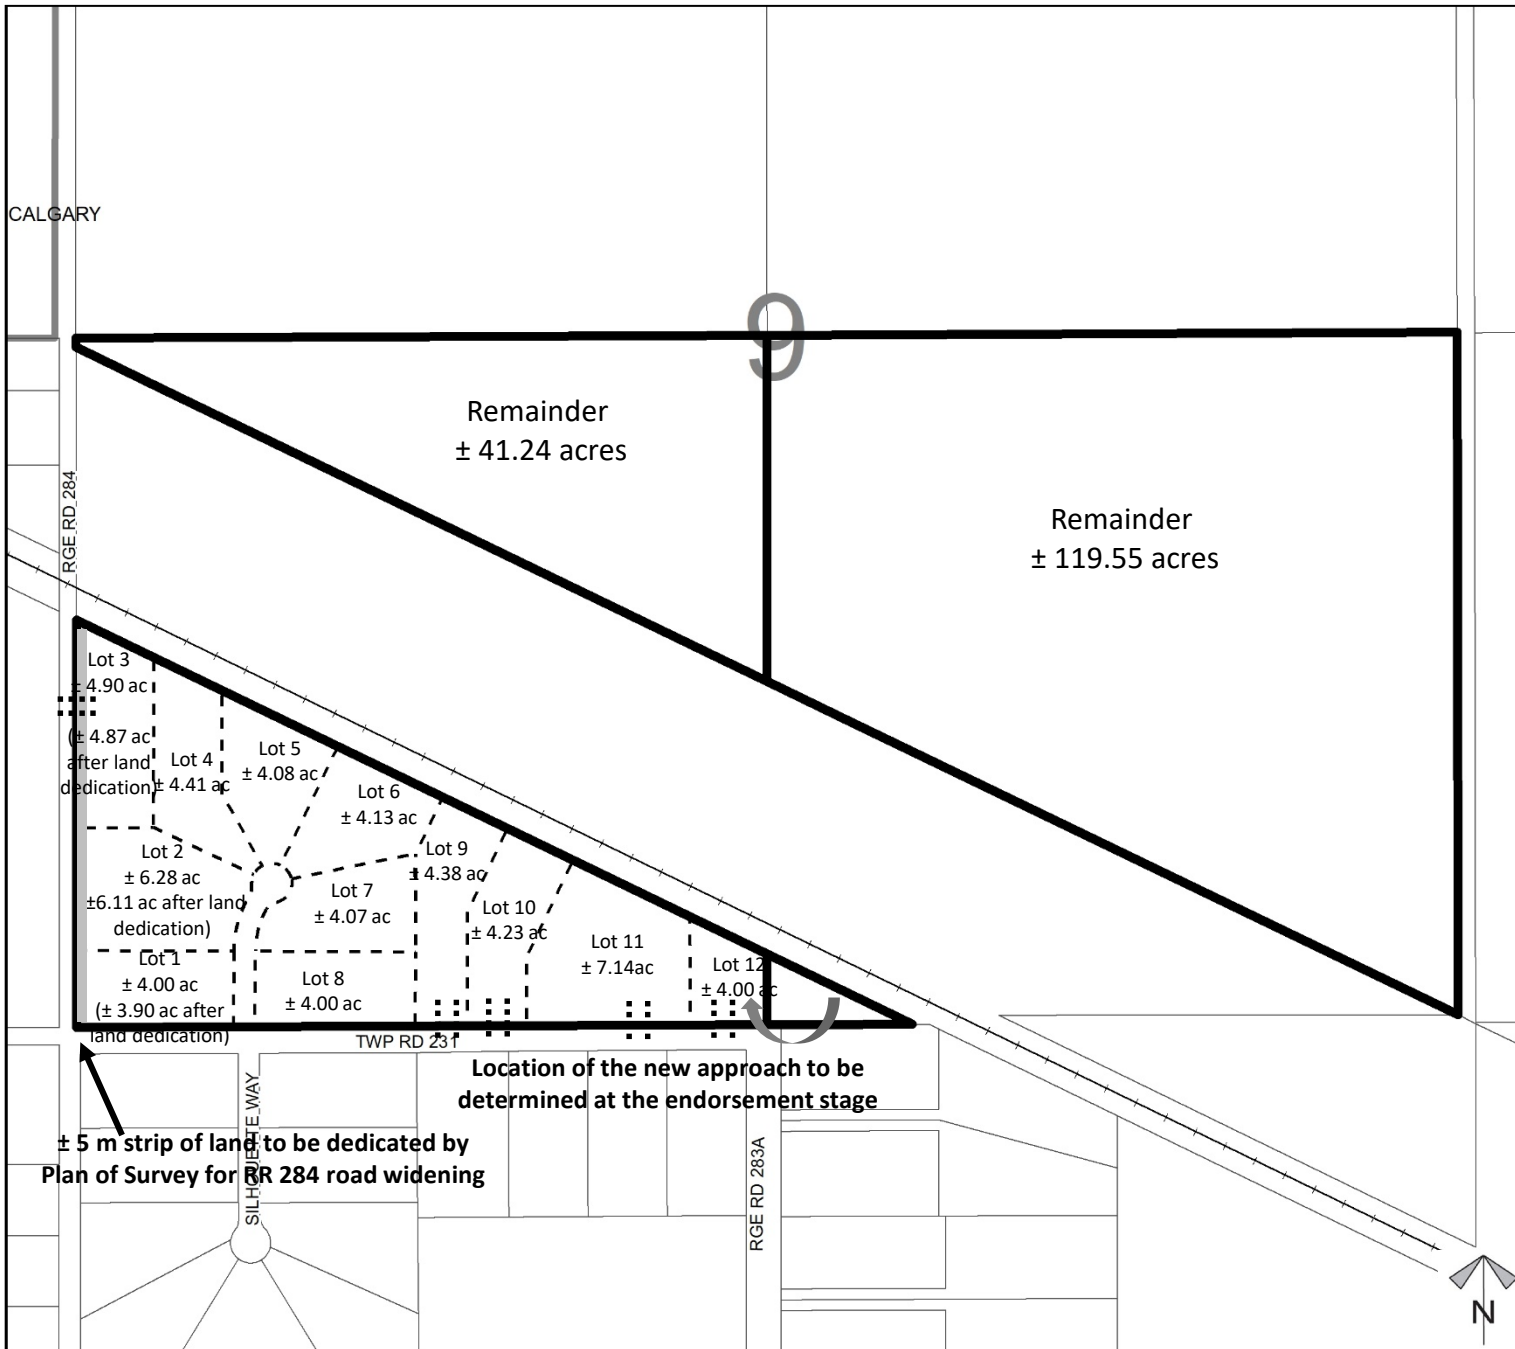 CALGARY
9
Remainder
± 41.24 acres
Remainder
± 119.55 acres
RGE RD 284
Lot 3
± 4.90 ac
(± 4.87 ac
after land
dedication)
Lot 4
± 4.41 ac
Lot 5
± 4.08 ac
Lot 6
± 4.13 ac
Lot 2
± 6.28 ac
±6.11 ac after land
dedication)
Lot 7
± 4.07 ac
Lot 9
± 4.38 ac
Lot 10
± 4.23 ac
Lot 11
± 7.14ac
Lot 12
± 4.00 ac
Lot 1
± 4.00 ac
(± 3.90 ac after
land dedication)
Lot 8
± 4.00 ac
TWP RD 231
Location of the new approach to be
determined at the endorsement stage
± 5 m strip of land to be dedicated by
Plan of Survey for RR 284 road widening
SILHOUETTE WAY
RGE RD 283A
N